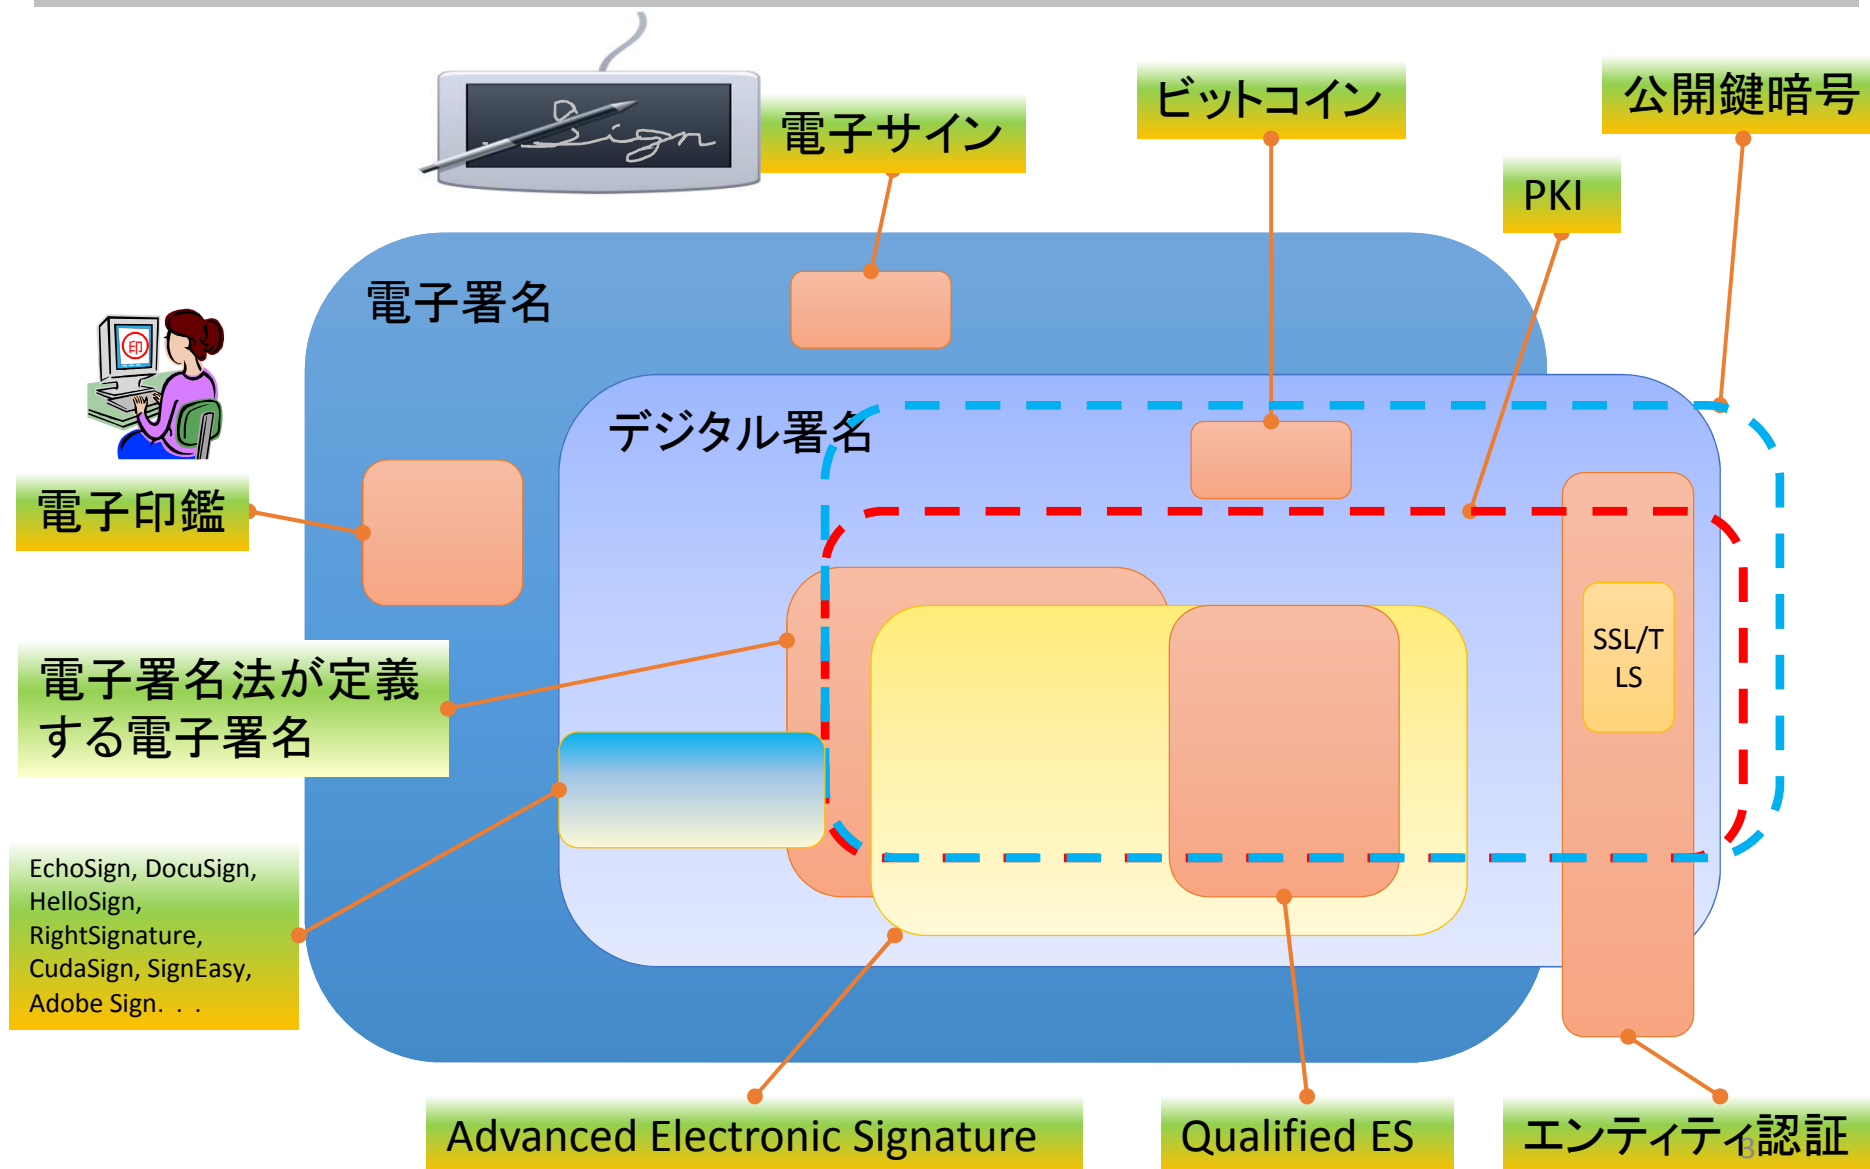 Sign
電子サイン
ビットコイン
公開鍵暗号
PKI
電子署名
印
デジタル署名
電子印鑑
SSL/T
LS
電子署名法が定義
する電子署名
EchoSign, DocuSign,
HelloSign,
RightSignature,
CudaSign, SignEasy,
Adobe Sign. . .
Advanced Electronic Signature
Qualified ES
エンティティ認証
3